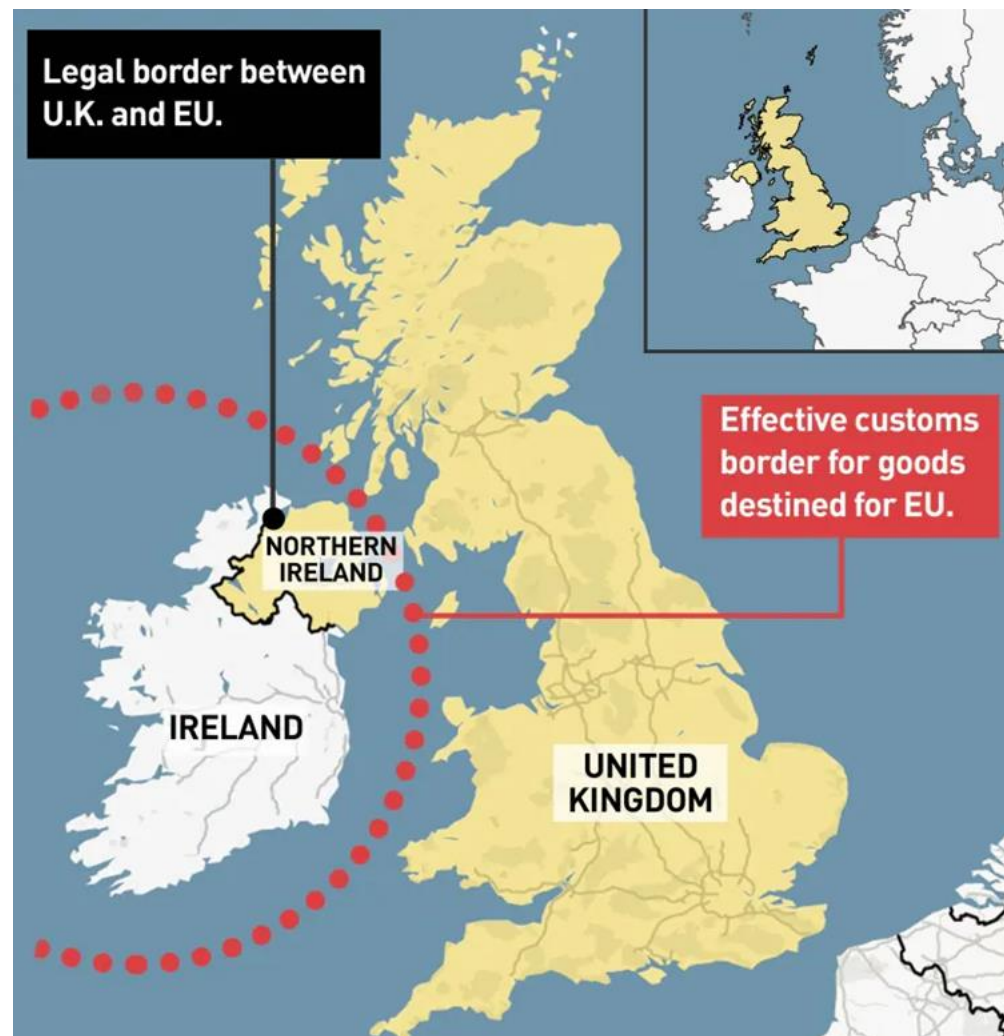 Legal border between
U.K. and EU.
Effective customs
border for goods
destined for EU.
NORTHERN
IRELAND
IRELAND
UNITED
KINGDOM